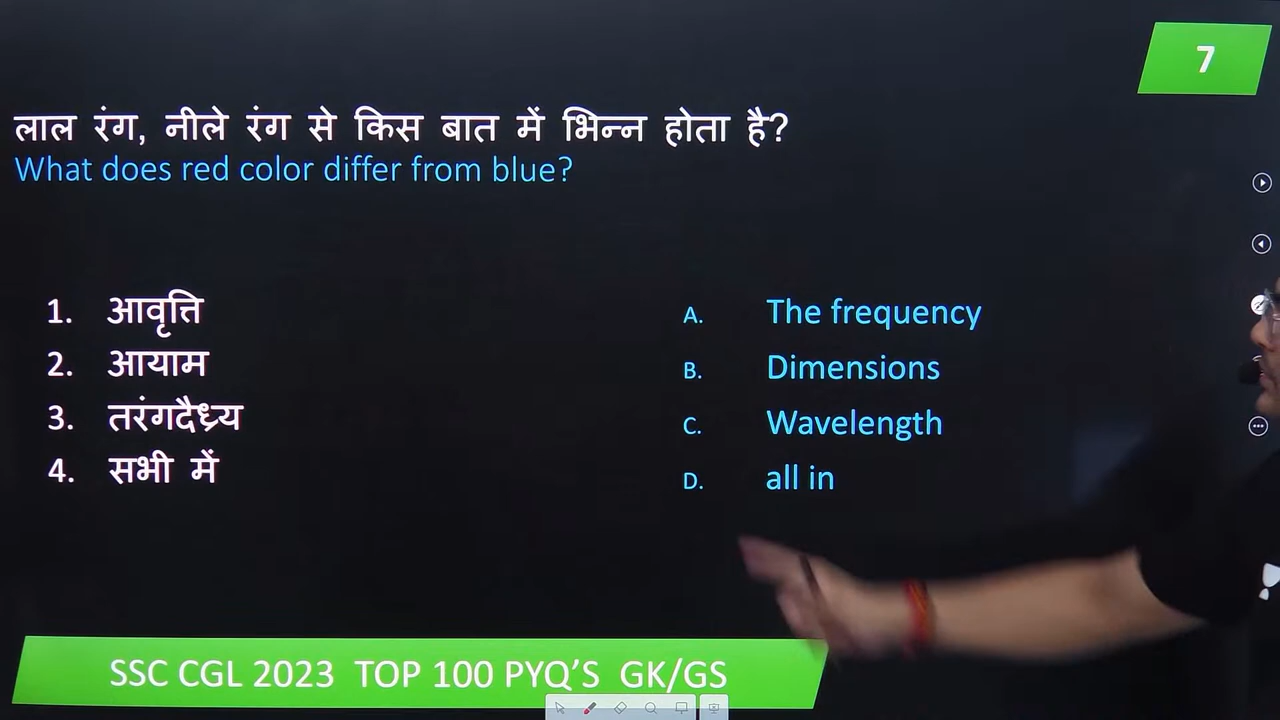 7
लाल रंग, नीले रंग से किस बात में भिन्न होता है?
What does red color differ from blue?
1. आवृत्ति
2. आयाम
3. तरंगदैध्र्य
4. सभी में
A. The frequency
B. Dimensions
C. Wavelength
D. all in
SSC CGL 2023 TOP 100 PYQ'S GK/GS